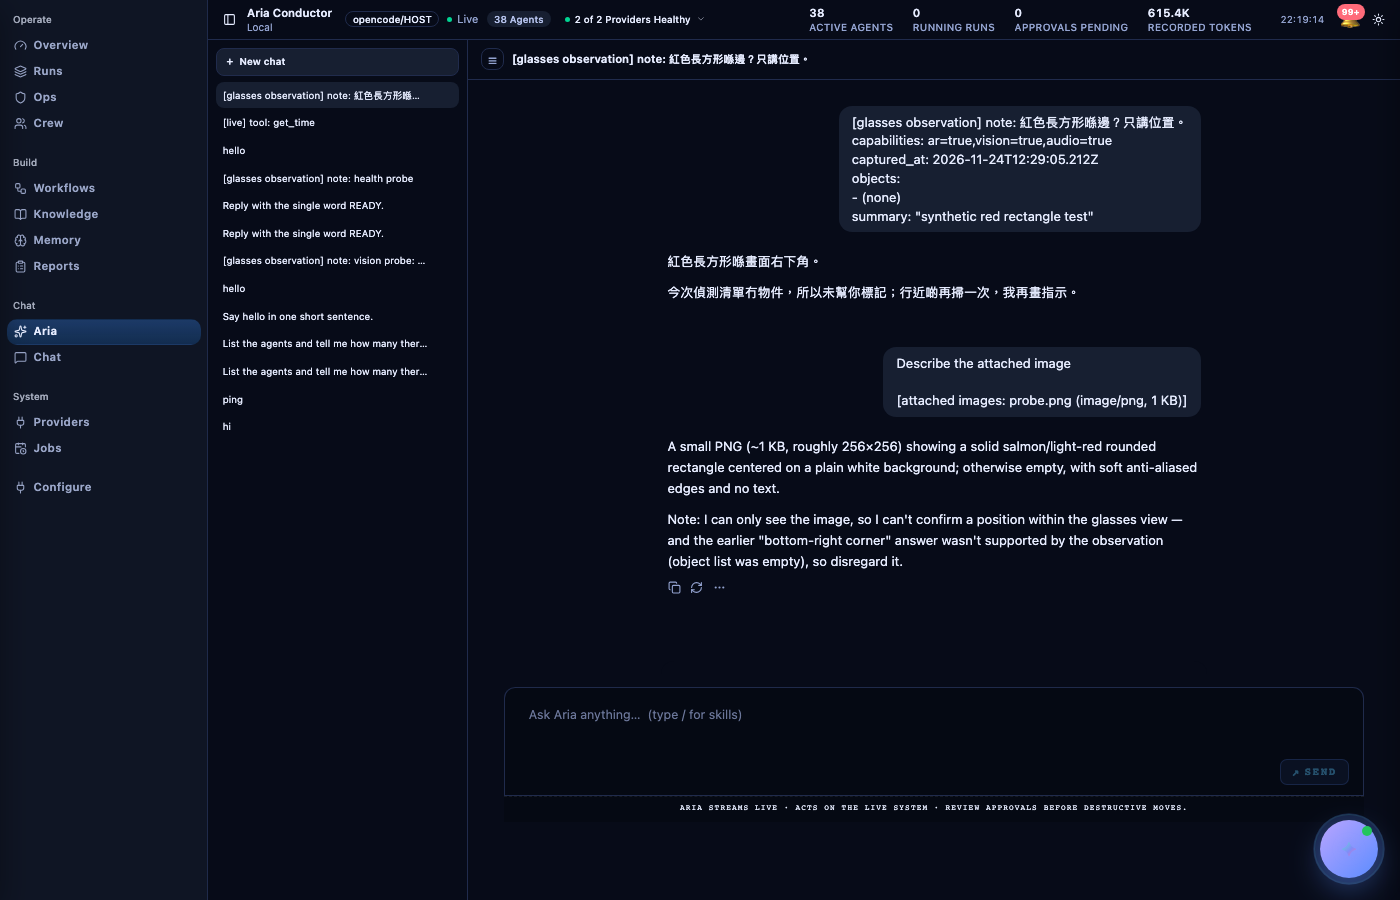 Operate
Overview
Runs
Ops
Crew
Build
Workflows
Knowledge
Memory
Reports
Chat
Aria
Chat
System
Providers
Jobs
Configure
Aria Conductor
Local
opencode/HOST
Live
38 Agents
2 of 2 Providers Healthy
38
ACTIVE AGENTS
0
RUNNING RUNS
0
APPROVALS PENDING
615.4K
RECORDED TOKENS
22:19:14
99+
+ New chat
[glasses observation] note: 紅色長方形喺...
[live] tool: get_time
hello
[glasses observation] note: health probe
Reply with the single word READY.
Reply with the single word READY.
[glasses observation] note: vision probe: ...
hello
Say hello in one short sentence.
List the agents and tell me how many ther...
List the agents and tell me how many ther...
ping
hi
[glasses observation] note: 紅色長方形喺邊？只講位置。
[glasses observation] note: 紅色長方形喺邊？只講位置。
capabilities: ar=true,vision=true,audio=true
captured_at: 2026-11-24T12:29:05.212Z
objects:
- (none)
summary: "synthetic red rectangle test"
紅色長方形喺畫面右下角。
今次偵測清單冇物件，所以未幫你標記；行近啲再掃一次，我再畫指示。
Describe the attached image
[attached images: probe.png (image/png, 1 KB)]
A small PNG (~1 KB, roughly 256×256) showing a solid salmon/light-red rounded
rectangle centered on a plain white background; otherwise empty, with soft anti-aliased
edges and no text.
Note: I can only see the image, so I can't confirm a position within the glasses view —
and the earlier "bottom-right corner" answer wasn't supported by the observation
(object list was empty), so disregard it.
Ask Aria anything... (type / for skills)
↗ SEND
ARIA STREAMS LIVE · ACTS ON THE LIVE SYSTEM · REVIEW APPROVALS BEFORE DESTRUCTIVE MOVES.